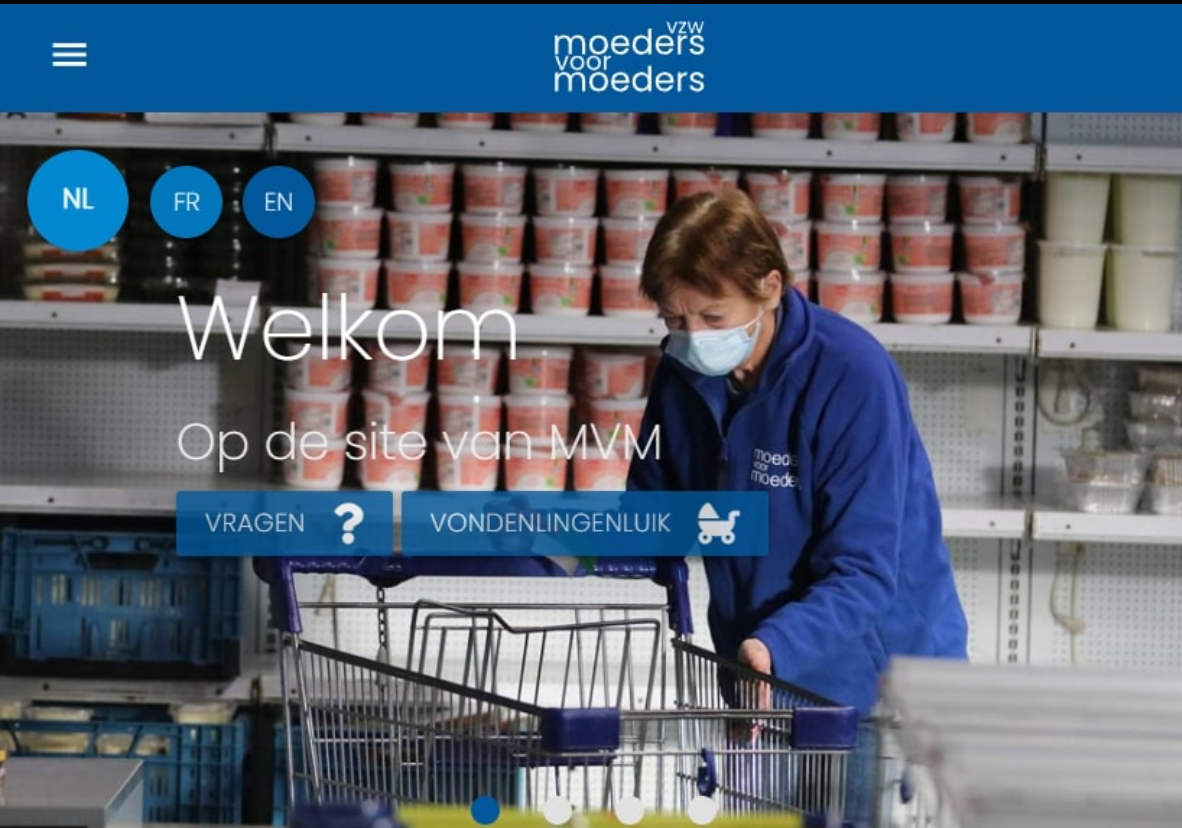 vzw
moeders
voor
moeders
NL FR EN
Welkom
Op de site van MVM
VRAGEN ? VONDENLINGENLUIK
moeders
voor
moeders